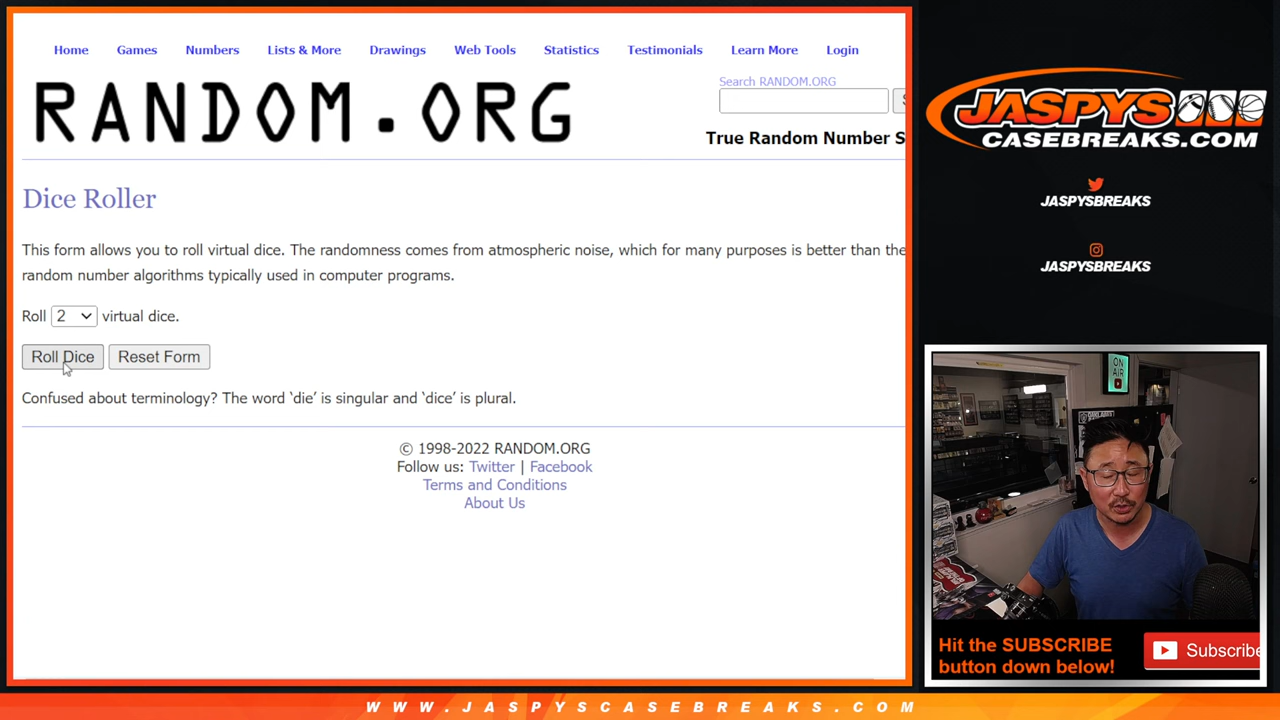 Home Games Numbers Lists & More Drawings Web Tools Statistics Testimonials Learn More Login
RANDOM.ORG
Search RANDOM.ORG
S
True Random Number S
Dice Roller
This form allows you to roll virtual dice. The randomness comes from atmospheric noise, which for many purposes is better than the
random number algorithms typically used in computer programs.
Roll 2 virtual dice.
Roll Dice Reset Form
Confused about terminology? The word ‘die’ is singular and ‘dice’ is plural.
© 1998-2022 RANDOM.ORG
Follow us: Twitter | Facebook
Terms and Conditions
About Us
JASPYS
CASEBREAKS.COM
JASPYSBREAKS
JASPYSBREAKS
ON
AIR
Hit the SUBSCRIBE
button down below!
Subscribe
WWW.JASPYSCASEBREAKS.COM